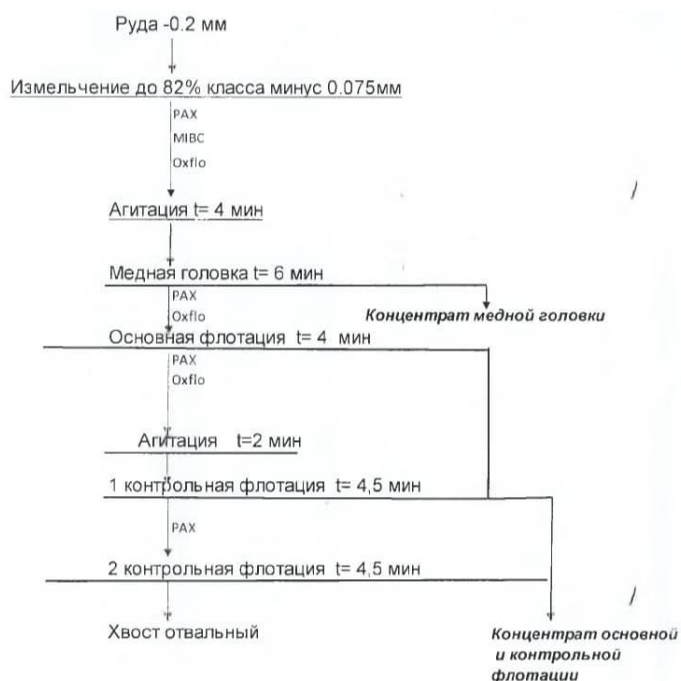 Руда -0.2 мм
Измельчение до 82% класса минус 0.075мм
PAX
MIBC
Oxflo
Агитация t= 4 мин
Медная головка t= 6 мин
PAX
Oxflo
Концентрат медной головки
Основная флотация t= 4 мин
PAX
Oxflo
Агитация t=2 мин
1 контрольная флотация t= 4,5 мин
PAX
2 контрольная флотация t= 4,5 мин
Хвост отвальный
Концентрат основной
и контрольной
флотации